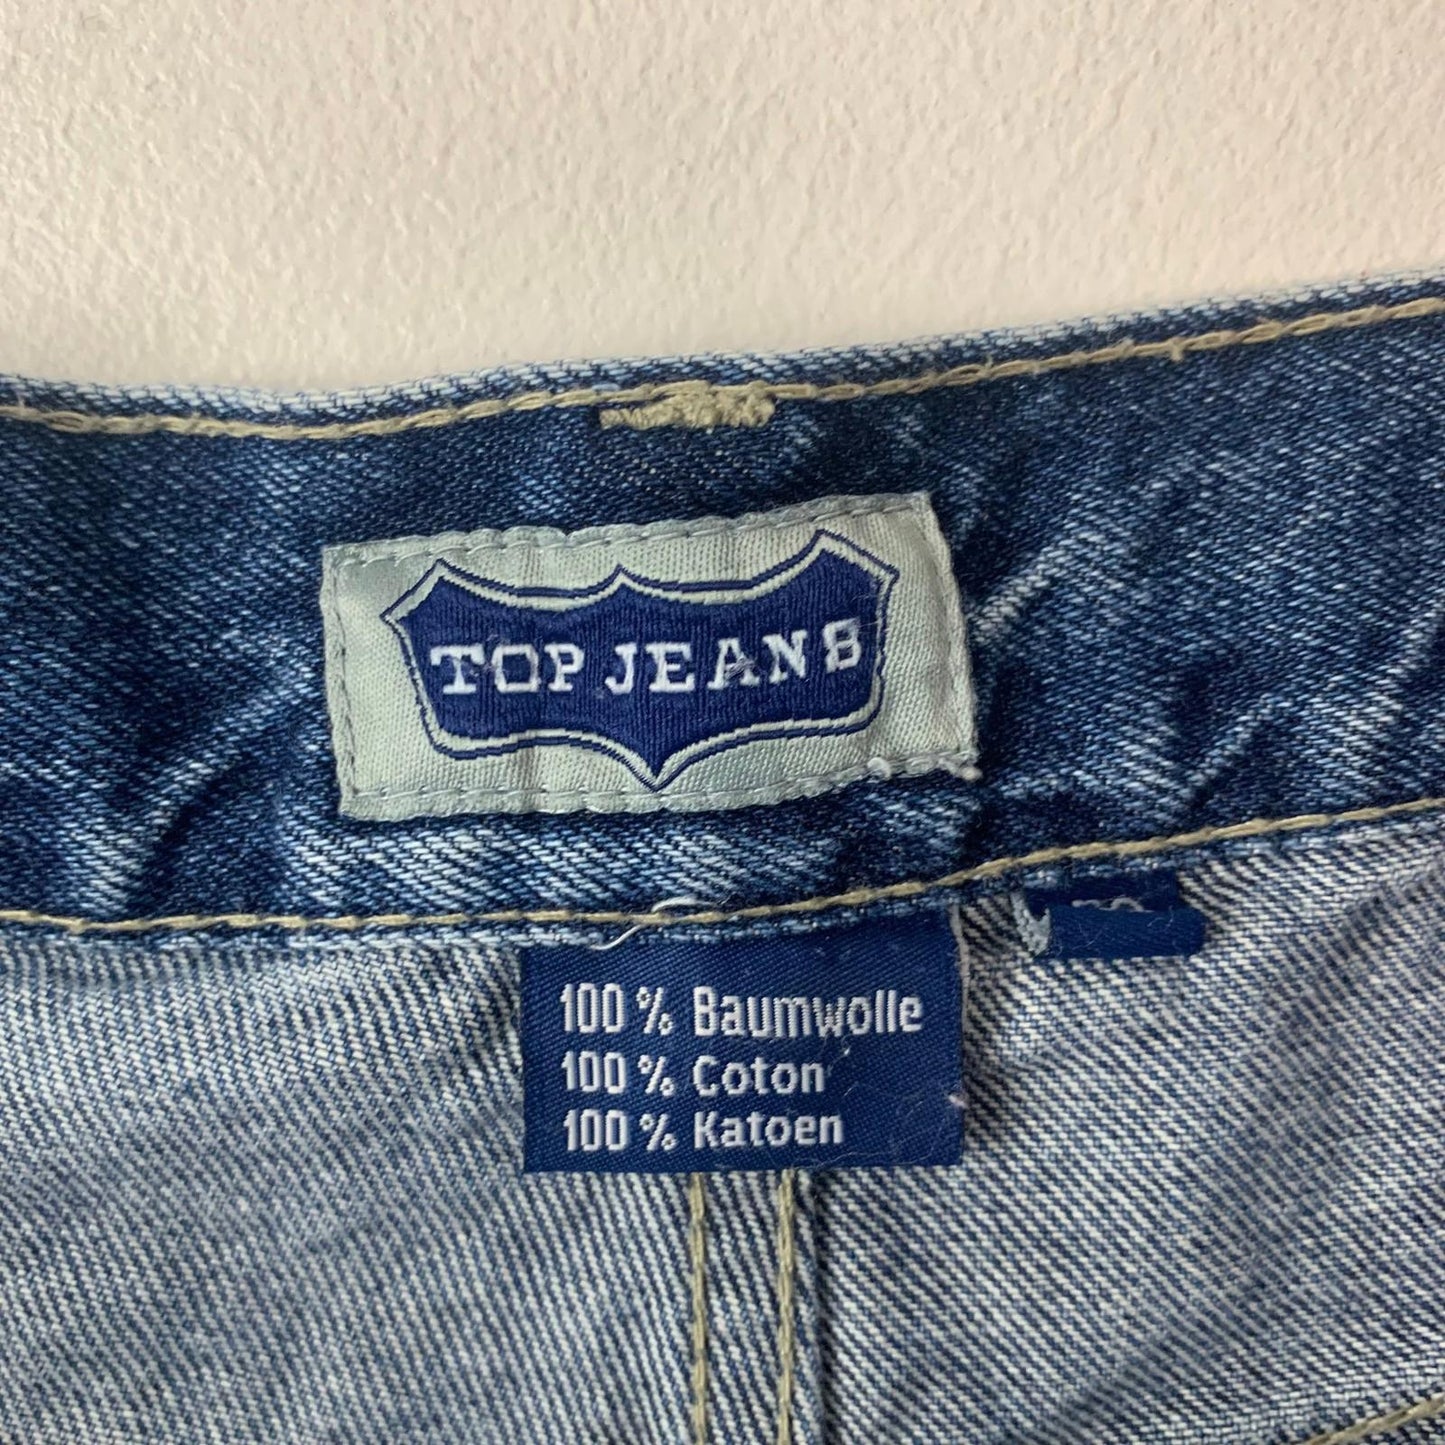 TOP JEANS
100 % Baumwolle
100 % Coton
100 % Katoen